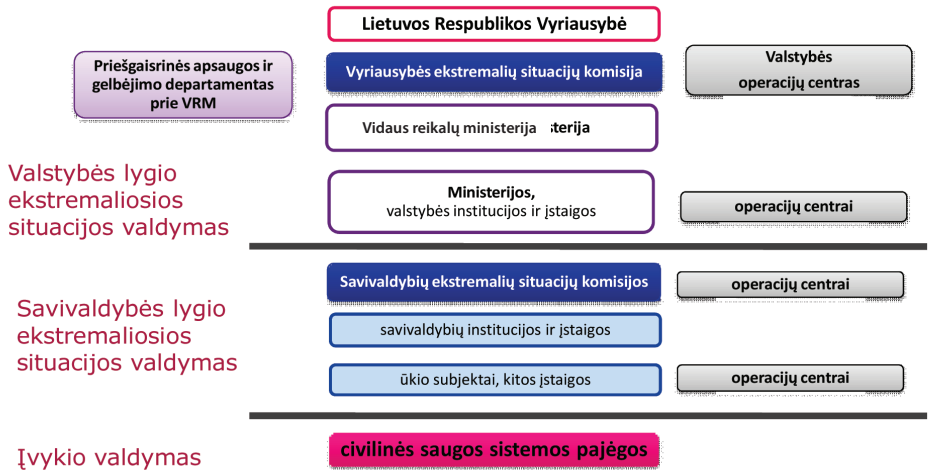 Lietuvos Respublikos Vyriausybė
Priešgaisrinės apsaugos ir
gelbėjimo departamentas
prie VRM
Vyriausybės ekstremalių situacijų komisija
Valstybės
operacijų centras
Vidaus reikalų ministerija sterija
Valstybės lygio
ekstremaliosios
situacijos valdymas
Ministerijos,
valstybės institucijos ir įstaigos
operacijų centrai
Savivaldybės lygio
ekstremaliosios
situacijos valdymas
Savivaldybių ekstremalių situacijų komisijos
operacijų centrai
savivaldybių institucijos ir įstaigos
ūkio subjektai, kitos įstaigos
operacijų centrai
Įvykio valdymas
civilinės saugos sistemos pajėgos